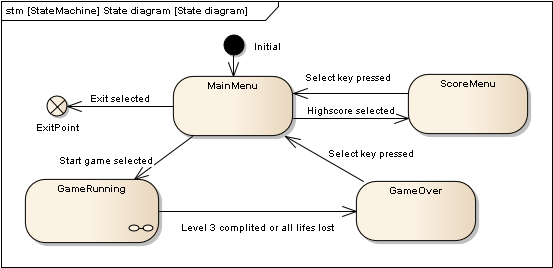 stm [StateMachine] State diagram [State diagram]
Initial
MainMenu
Select key pressed
ScoreMenu
Exit selected
Highscore selected
ExitPoint
Start game selected
Select key pressed
GameRunning
GameOver
Level 3 complited or all lifes lost